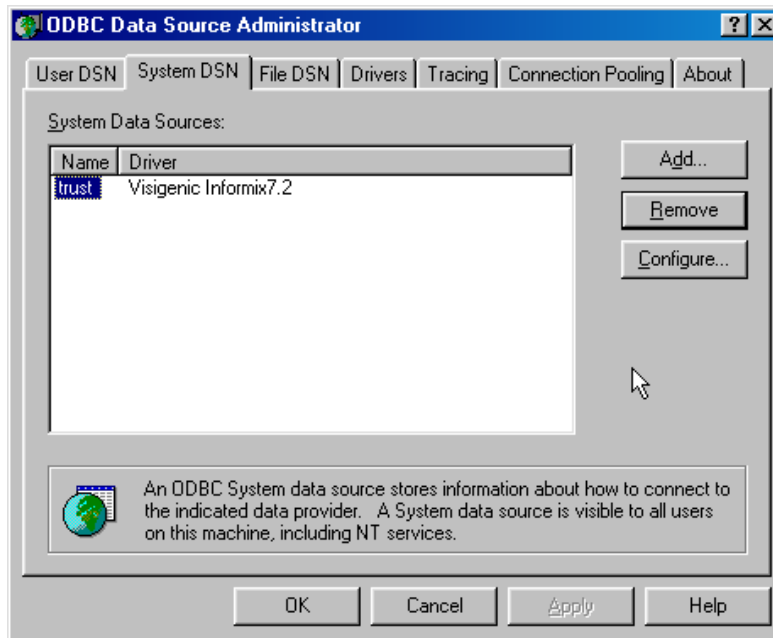 ODBC Data Source Administrator
User DSN System DSN File DSN Drivers Tracing Connection Pooling About
System Data Sources:
Name Driver
trust Visigenic Informix7.2
Add...
Remove
Configure...
An ODBC System data source stores information about how to connect to
the indicated data provider. A System data source is visible to all users
on this machine, including NT services.
OK Cancel Apply Help